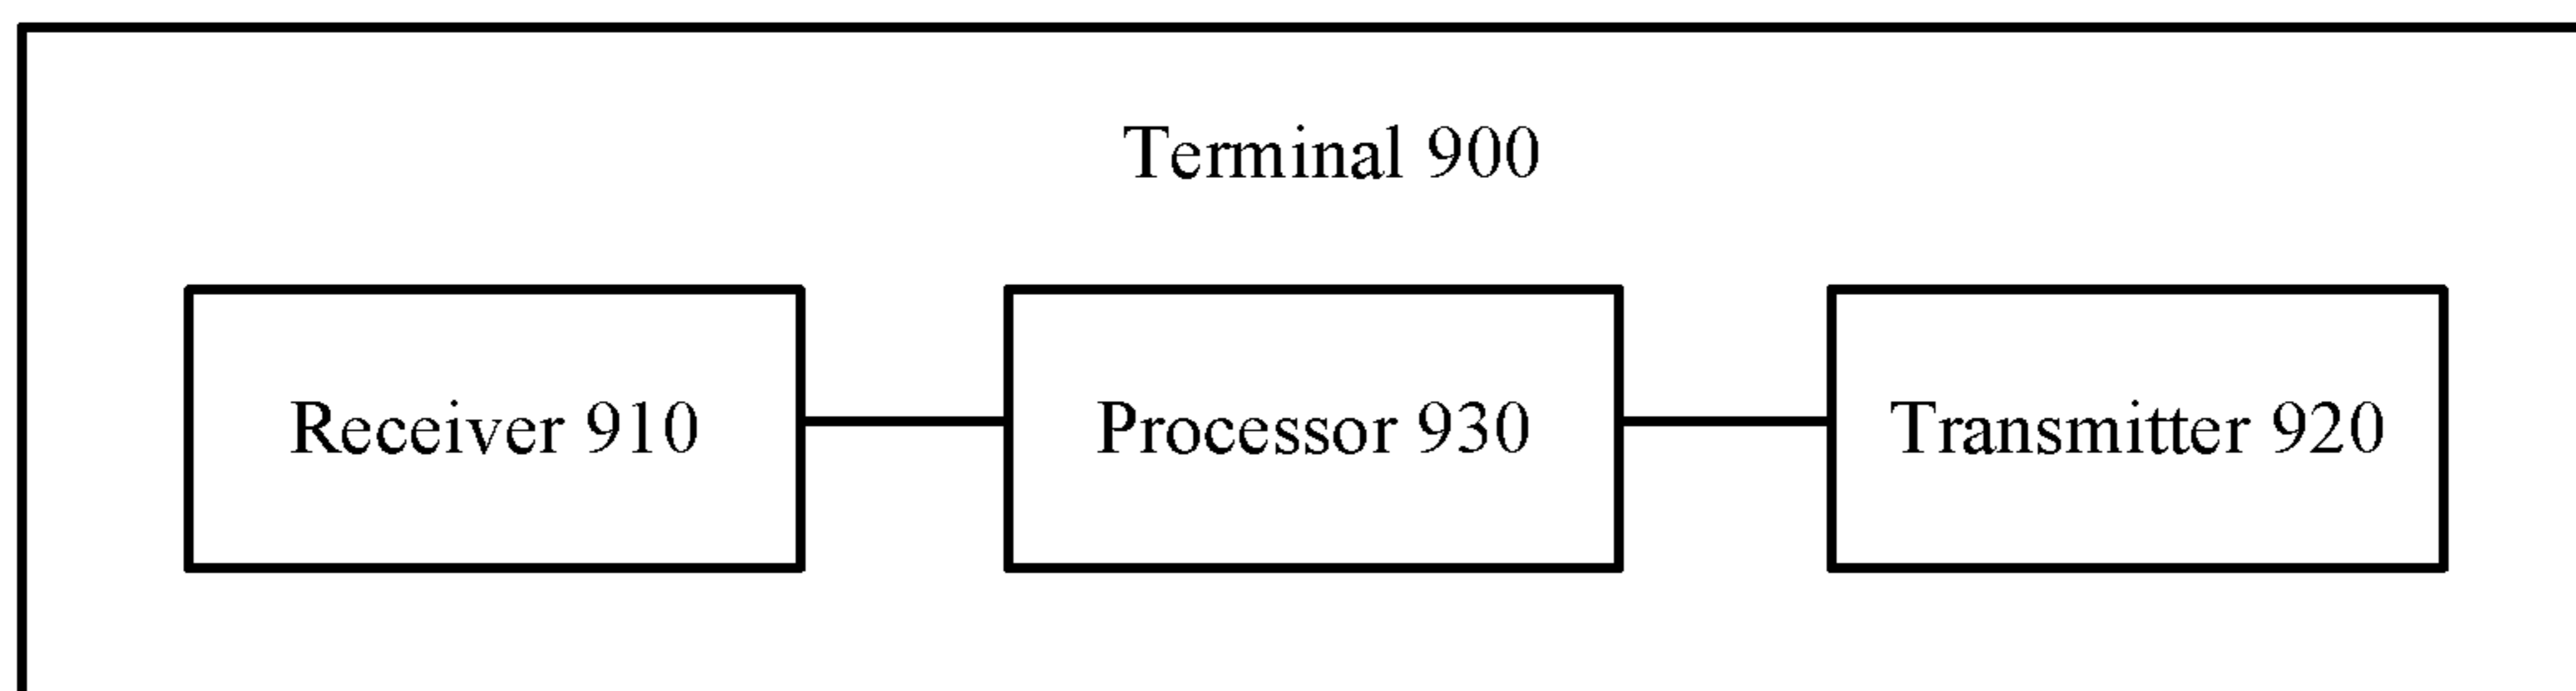 Terminal 900
Receiver 910
Processor 930
Transmitter 920